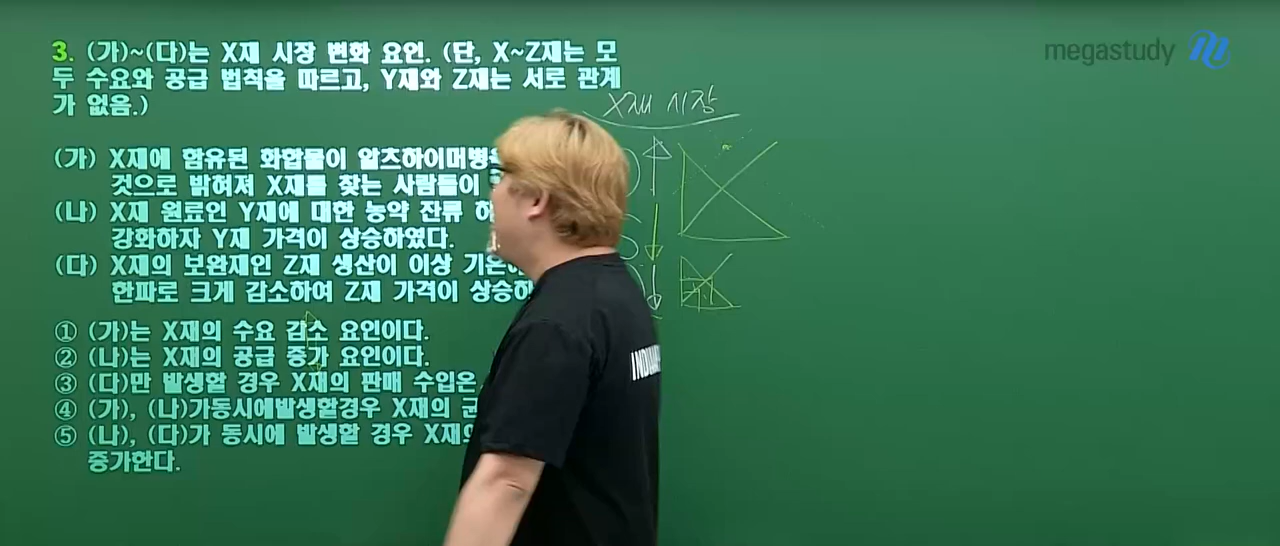 3. (가)~(다)는 X재 시장 변화 요인. (단, X~Z재는 모
두 수요와 공급 법칙을 따르고, Y재와 Z재는 서로 관계
가 없음.)
(가) X재에 함유된 화합물이 알츠하이머병
것으로 밝혀져 X재를 찾는 사람들이
(나) X재 원료인 Y재에 대한 농약 잔류
강화하자 Y재 가격이 상승하였다.
(다) X재의 보완재인 Z재 생산이 이상
한파로 크게 감소하여 Z재 가격이
① (가)는 X재의 수요 감소 요인이다.
② (나)는 X재의 공급 증가 요인이다.
③ (다)만 발생할 경우 X재의 판매 수입은
④ (가), (나)가동시에발생할경우 X재의
⑤ (나), (다)가 동시에 발생할 경우
증가한다.
X재 시장
megastudy